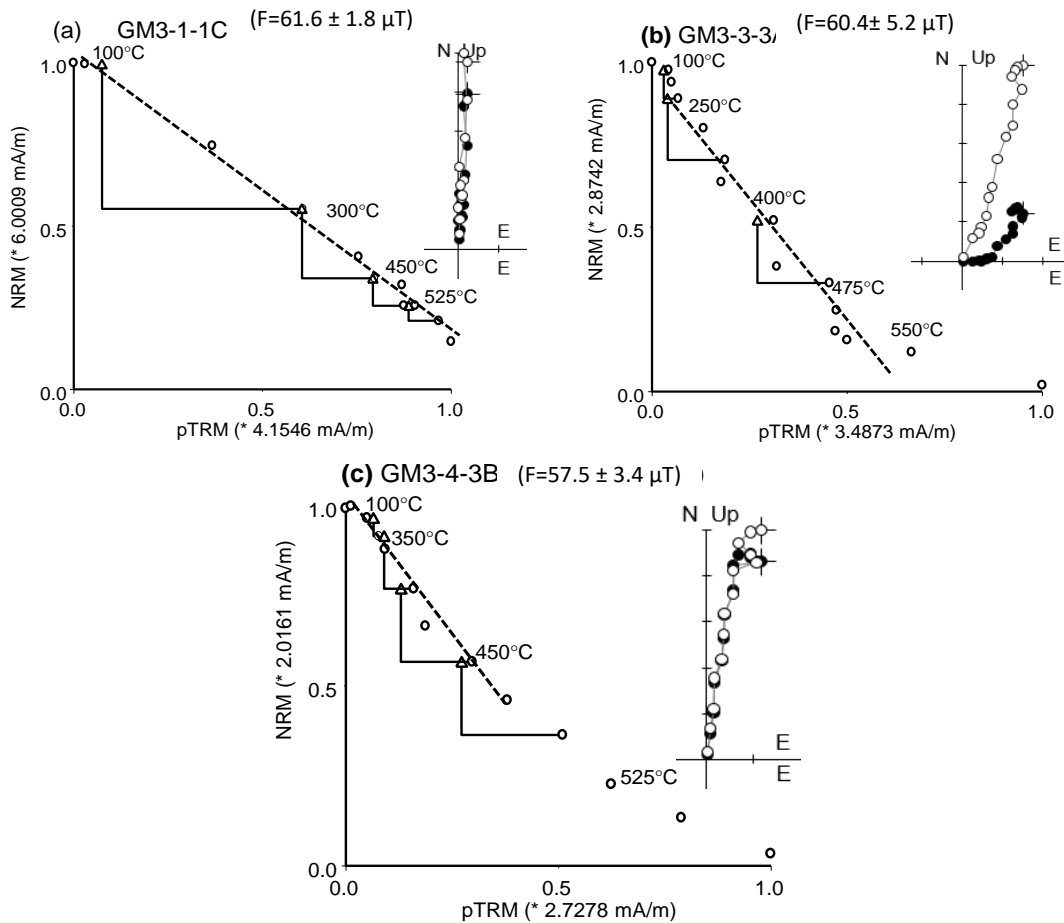 (a) GM3-1-1C (F=61.6 ± 1.8 µT)
N Up
100°C
300°C
450°C
525°C
E
E
1.0
0.5
0.0
NRM (* 6.0009 mA/m)
0.0 0.5 1.0
pTRM (* 4.1546 mA/m)
(b) GM3-3-3A (F=60.4± 5.2 µT)
N Up
100°C
250°C
400°C
475°C
550°C
E
E
1.0
0.5
0.0
NRM (* 2.8742 mA/m)
0.0 0.5 1.0
pTRM (* 3.4873 mA/m)
(c) GM3-4-3B (F=57.5 ± 3.4 µT) )
N Up
100°C
350°C
450°C
525°C
E
E
1.0
0.5
0.0
NRM (* 2.0161 mA/m)
0.0 0.5 1.0
pTRM (* 2.7278 mA/m)